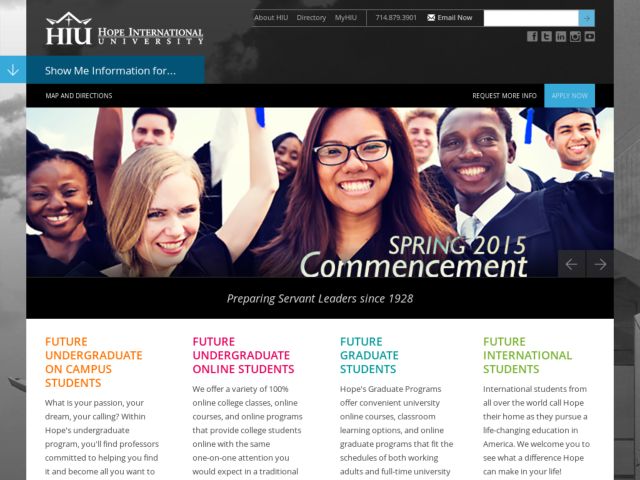 About HIU Directory MyHIU 714.879.3901 Email Now
HIU HOPE INTERNATIONAL
UNIVERSITY
Show Me Information for...
MAP AND DIRECTIONS REQUEST MORE INFO APPLY NOW
SPRING 2015
Commencement
Preparing Servant Leaders since 1928
FUTURE
UNDERGRADUATE
ON CAMPUS
STUDENTS
What is your passion, your
dream, your calling? Within
Hope's undergraduate
program, you'll find professors
committed to helping you find
it and become all you want to
FUTURE
UNDERGRADUATE
ONLINE STUDENTS
We offer a variety of 100%
online college classes, online
courses, and online programs
that provide college students
online with the same
one-on-one attention you
would expect in a traditional
FUTURE
GRADUATE
STUDENTS
Hope's Graduate Programs
offer convenient university
online courses, classroom
learning options, and online
graduate programs that fit the
schedules of both working
adults and full-time university
FUTURE
INTERNATIONAL
STUDENTS
International students from
all over the world call Hope
their home as they pursue a
life-changing education in
America. We welcome you to
see what a difference Hope
can make in your life!